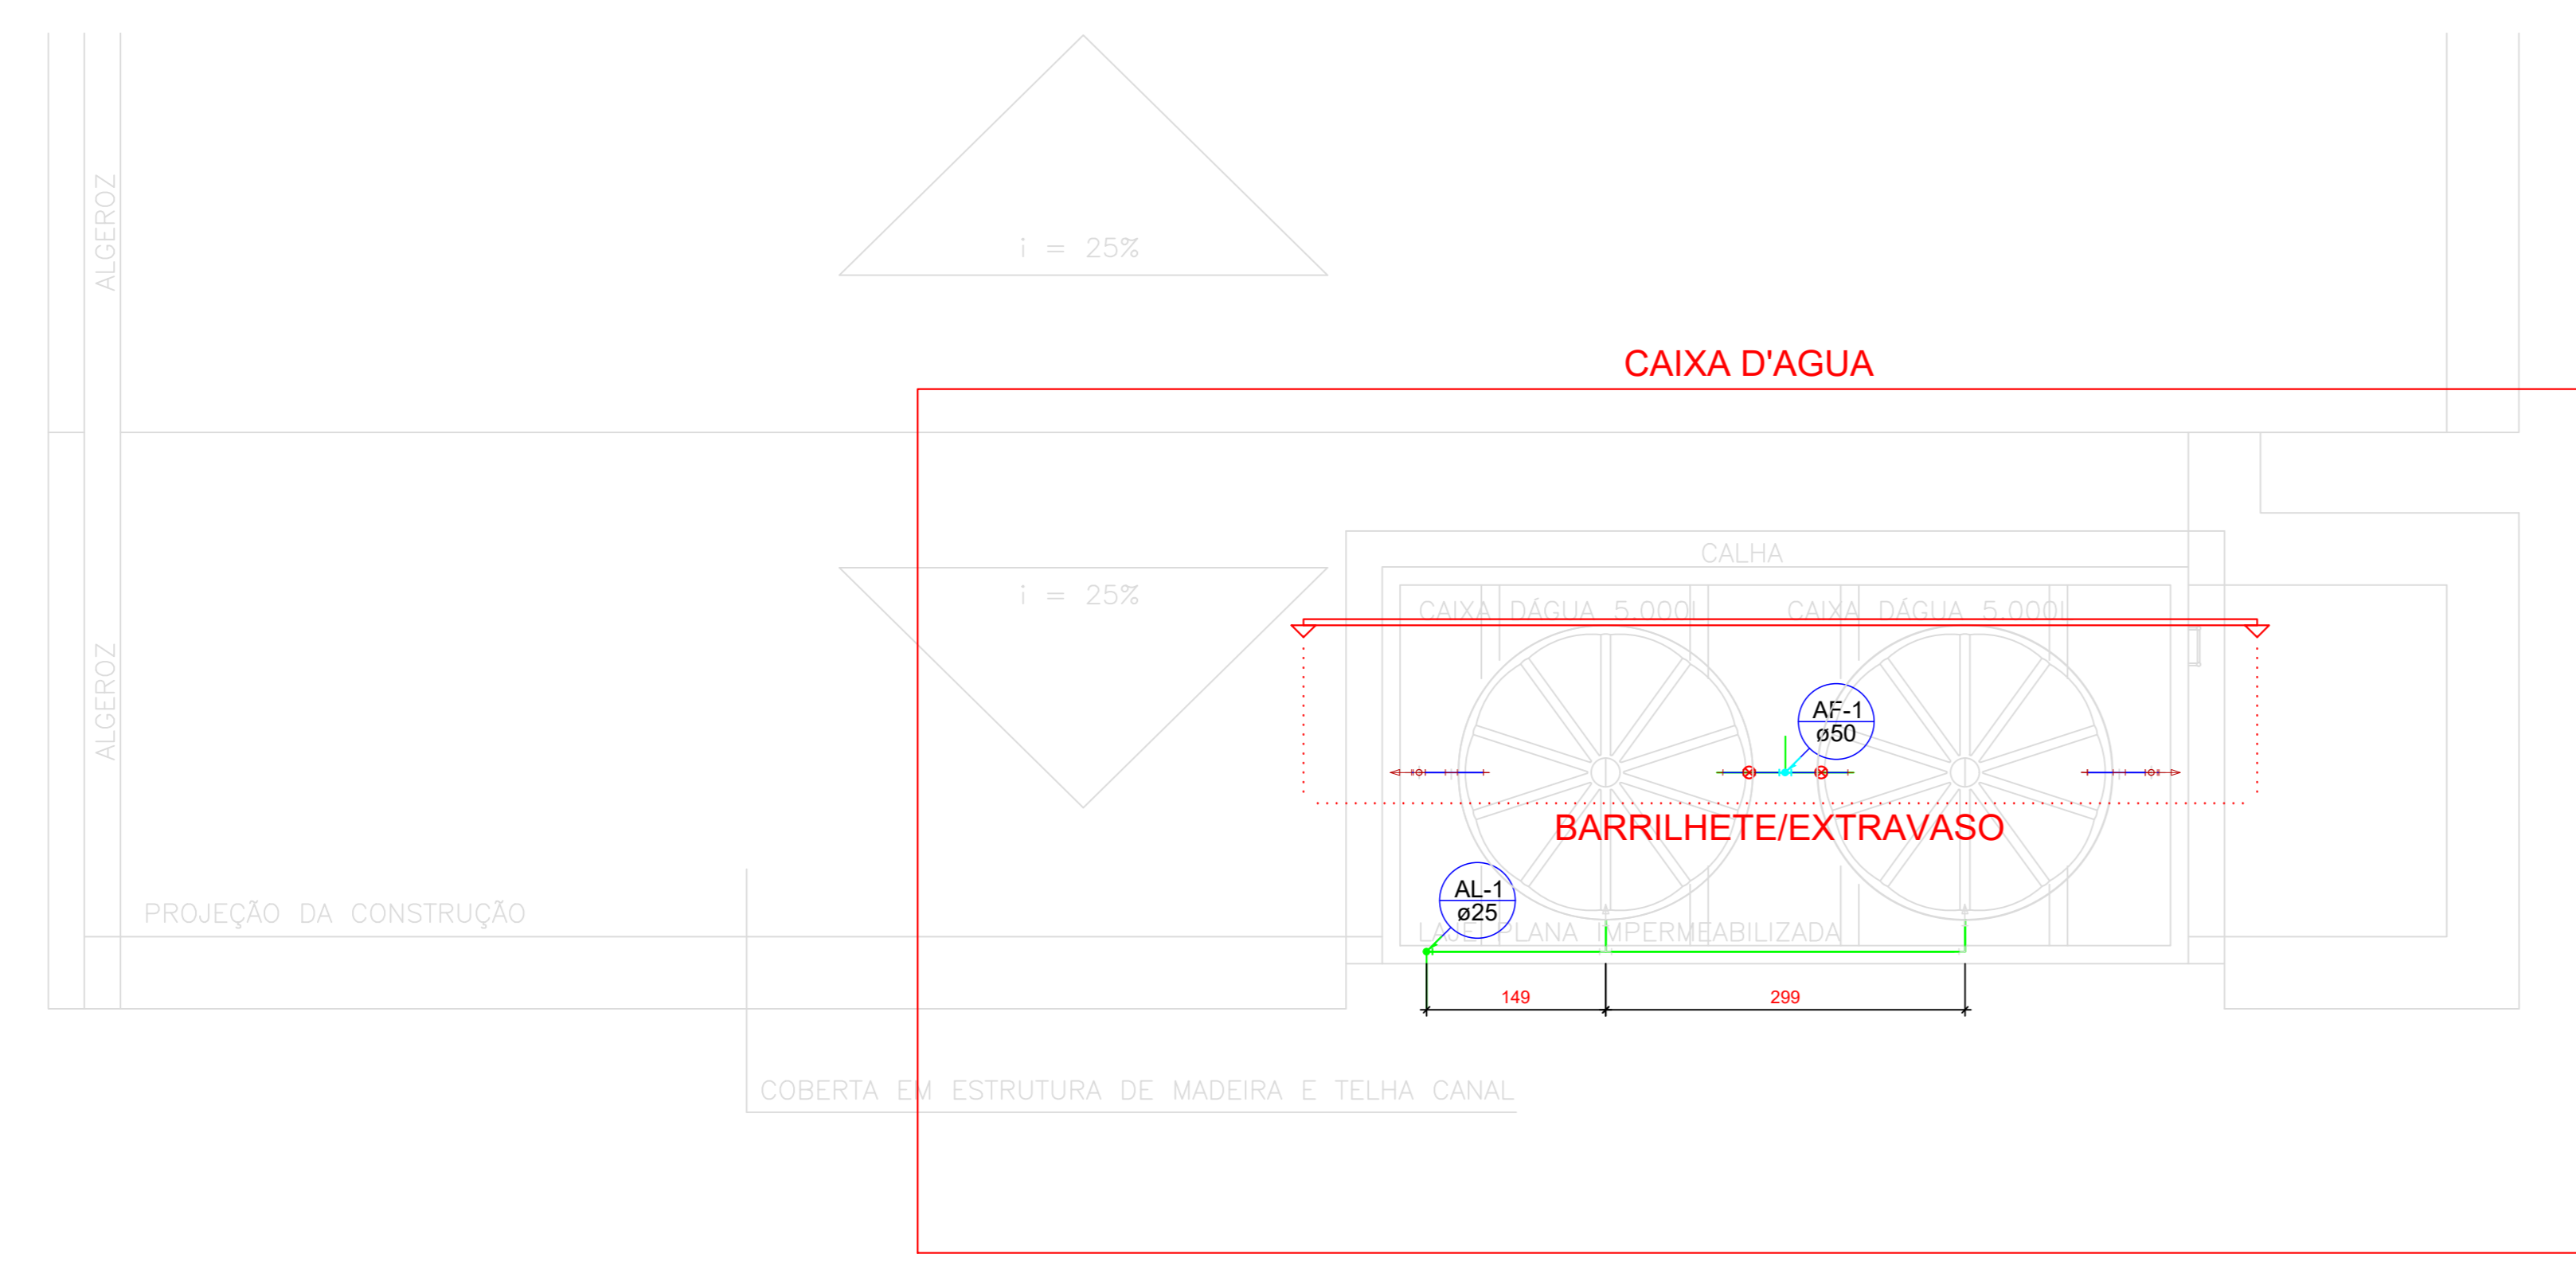 ALGEROZ
i = 25%
CAIXA D'AGUA
CALHA
i = 25%
CAIXA DÁGUA 5.000l
CAIXA DÁGUA 5.000l
ALGEROZ
AF-1
ø50
BARRILHETE/EXTRAVASO
AL-1
ø25
PROJEÇÃO DA CONSTRUÇÃO
LAJE PLANA IMPERMEABILIZADA
149
299
COBERTA EM ESTRUTURA DE MADEIRA E TELHA CANAL